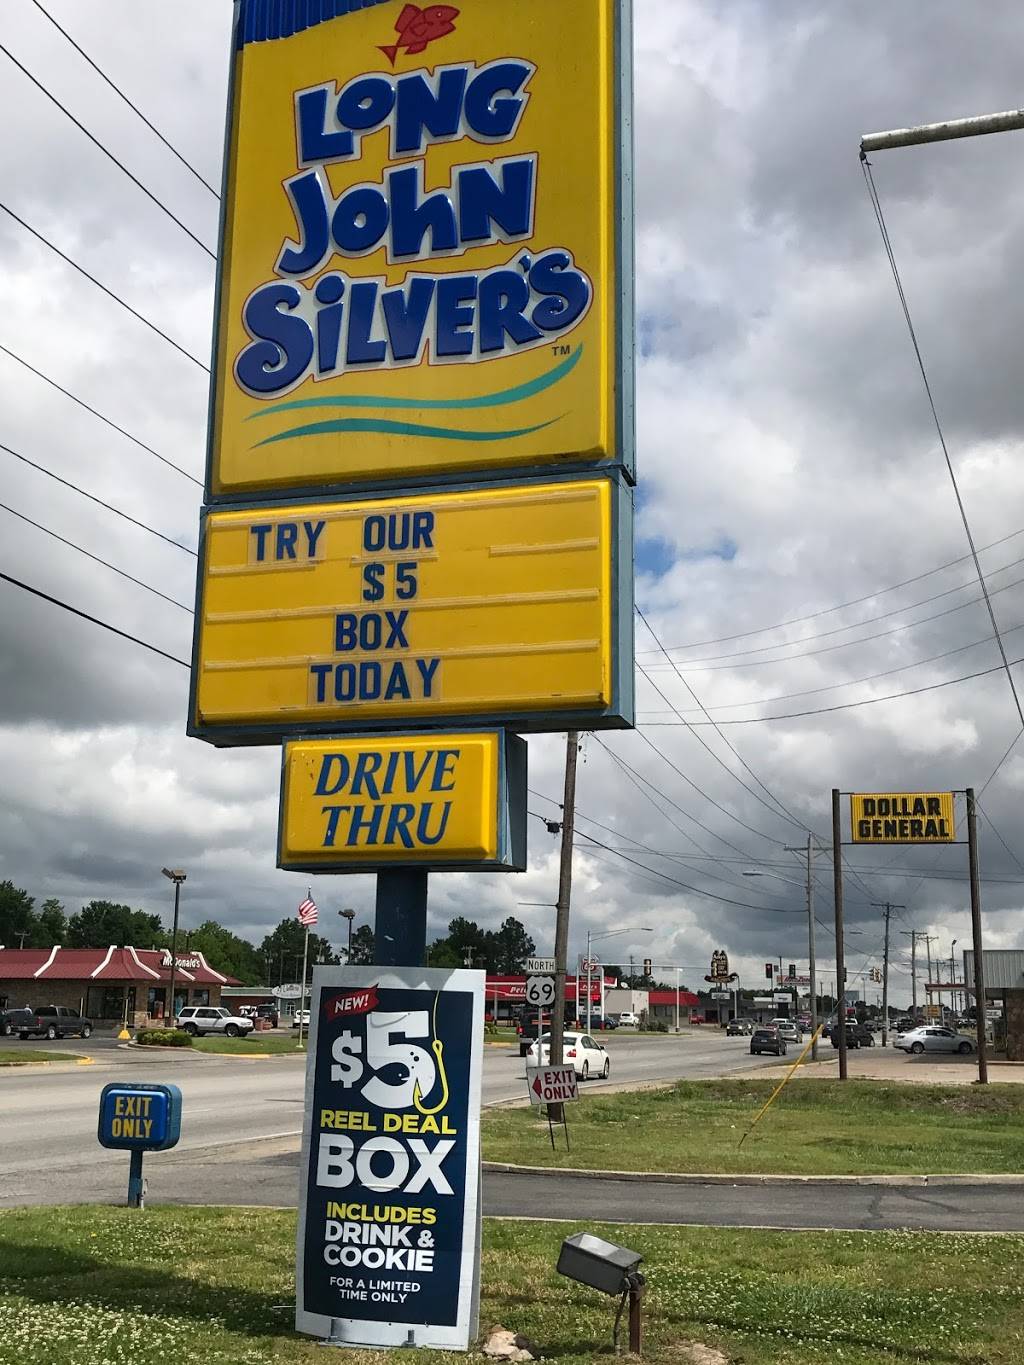 LONG
JOHN
SILVER'S
TM
TRY OUR
$5
BOX
TODAY
DRIVE
THRU
DOLLAR
GENERAL
McDonald's
NORTH
69
EXIT
ONLY
EXIT
ONLY
NEW!
$5
REEL DEAL
BOX
INCLUDES
DRINK &
COOKIE
FOR A LIMITED
TIME ONLY